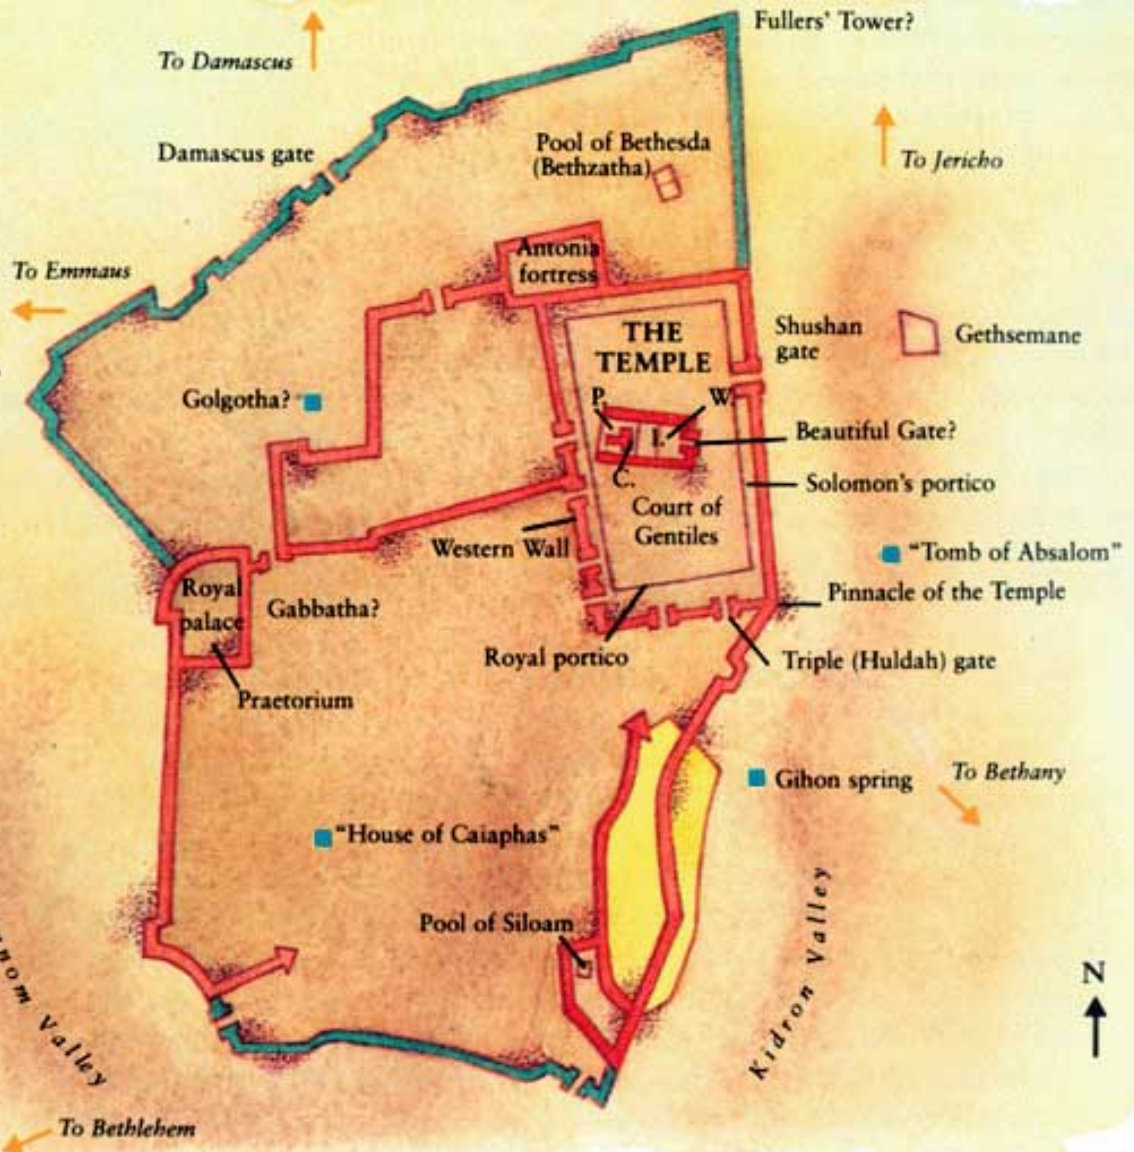 Fullers' Tower?
To Damascus
Damascus gate
Pool of Bethesda
(Bethzatha)
To Jericho
Antonia
fortress
To Emmaus
THE
TEMPLE
Shushan
gate
Gethsemane
Golgotha?
P.
W.
I.
C.
Beautiful Gate?
Solomon's portico
Court of
Gentiles
Western Wall
"Tomb of Absalom"
Royal
palace
Gabbatha?
Pinnacle of the Temple
Royal portico
Triple (Huldah) gate
Praetorium
Gihon spring
To Bethany
"House of Caiaphas"
Pool of Siloam
Kidron Valley
N
Valley
To Bethlehem